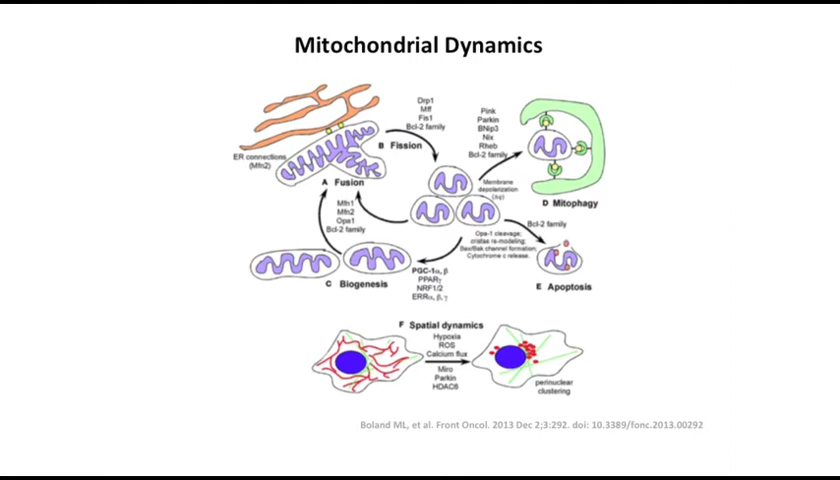 Mitochondrial Dynamics
ER connections
(Mfn2)
A Fusion
Drp1
Mff
Fis1
Bcl-2 family
B Fission
Pink
Parkin
BNip3
Nix
Rheb
Bcl-2 family
Membrane
depolarization
(Δψ)
D Mitophagy
Mfn1
Mfn2
Opa1
Bcl-2 family
Bcl-2 family
Opa-1 cleavage;
cristae re-modeling;
Bax/Bak channel formation;
Cytochrome c release.
E Apoptosis
C Biogenesis
PGC-1α, β
PPARγ
NRF1/2
ERRα, β, γ
F Spatial dynamics
Hypoxia
ROS
Calcium flux
Miro
Parkin
HDAC6
perinuclear
clustering
Boland ML, et al. Front Oncol. 2013 Dec 2;3:292. doi: 10.3389/fonc.2013.00292